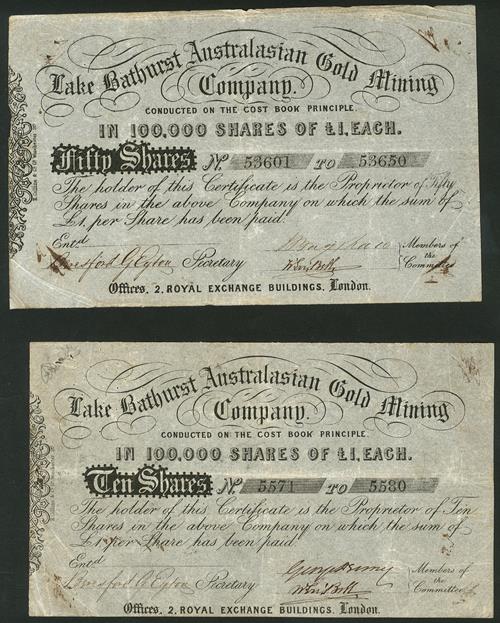 Lake Bathurst Australasian Gold Mining
Company.
CONDUCTED ON THE COST BOOK PRINCIPLE.
IN 100,000 SHARES OF £1, EACH.
Fifty Shares Nº 53601 TO 53650
The holder of this Certificate is the Proprietor of Fifty
Shares in the above Company on which the sum of
£1. per Share has been paid
Entd
Secretary
Members of
the
Committee
Offices, 2, ROYAL EXCHANGE BUILDINGS, London.
Lake Bathurst Australasian Gold Mining
Company.
CONDUCTED ON THE COST BOOK PRINCIPLE.
IN 100,000 SHARES OF £1, EACH.
Ten Shares Nº 5571 TO 5580
The holder of this Certificate is the Proprietor of Ten
Shares in the above Company on which the sum of
£1. per Share has been paid
Entd
Secretary
Members of
the
Committee
Offices, 2, ROYAL EXCHANGE BUILDINGS, London.